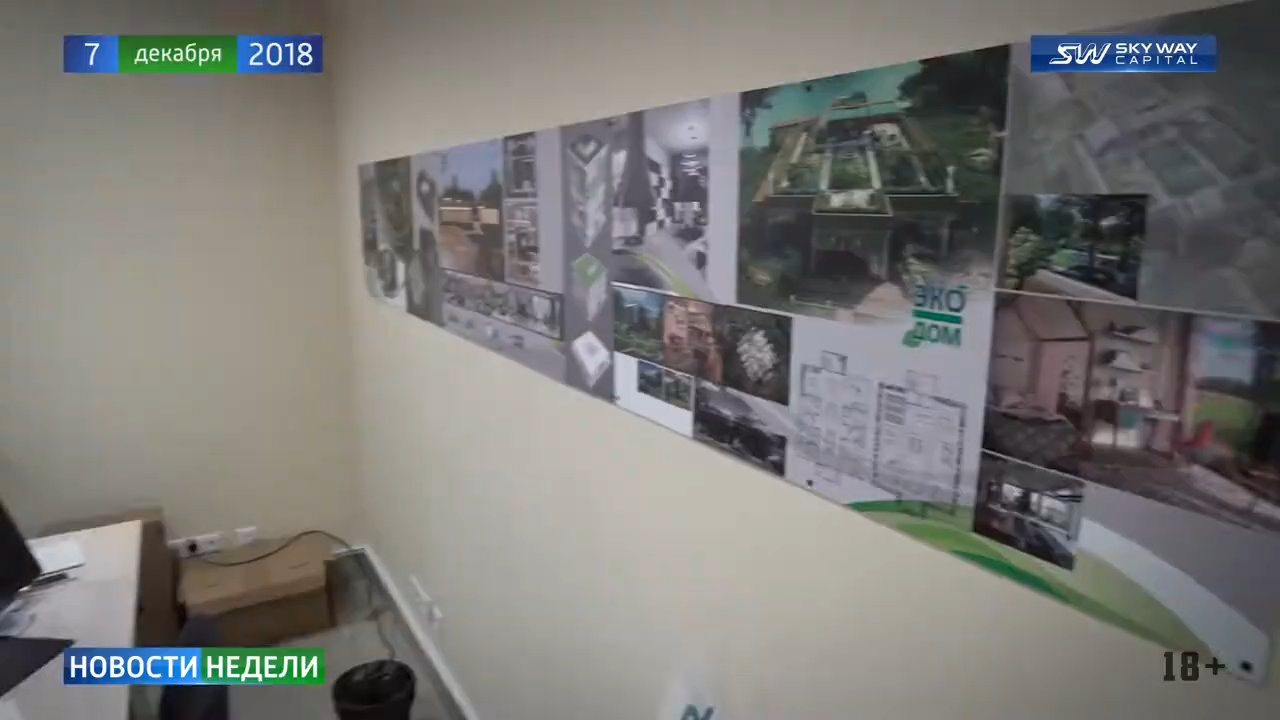 7 декабря 2018
SW SKY WAY
CAPITAL
ЭКО
ДОМ
НОВОСТИ НЕДЕЛИ
18+